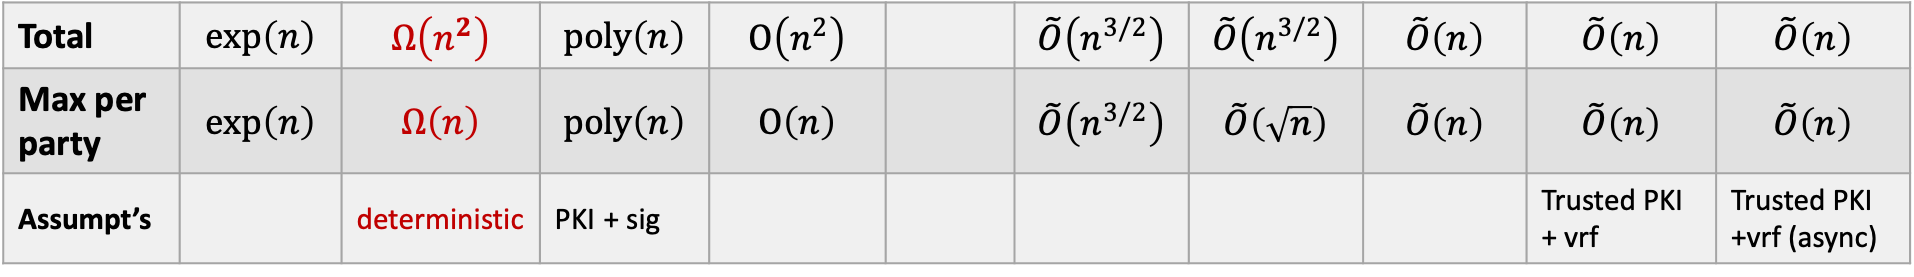 Total exp(n) Ω(n²) poly(n) O(n²) Õ(n^{3/2}) Õ(n^{3/2}) Õ(n) Õ(n) Õ(n)
Max per
party exp(n) Ω(n) poly(n) O(n) Õ(n^{3/2}) Õ(√n) Õ(n) Õ(n) Õ(n)
Assumpt’s deterministic PKI + sig Trusted PKI + vrf Trusted PKI +vrf (async)